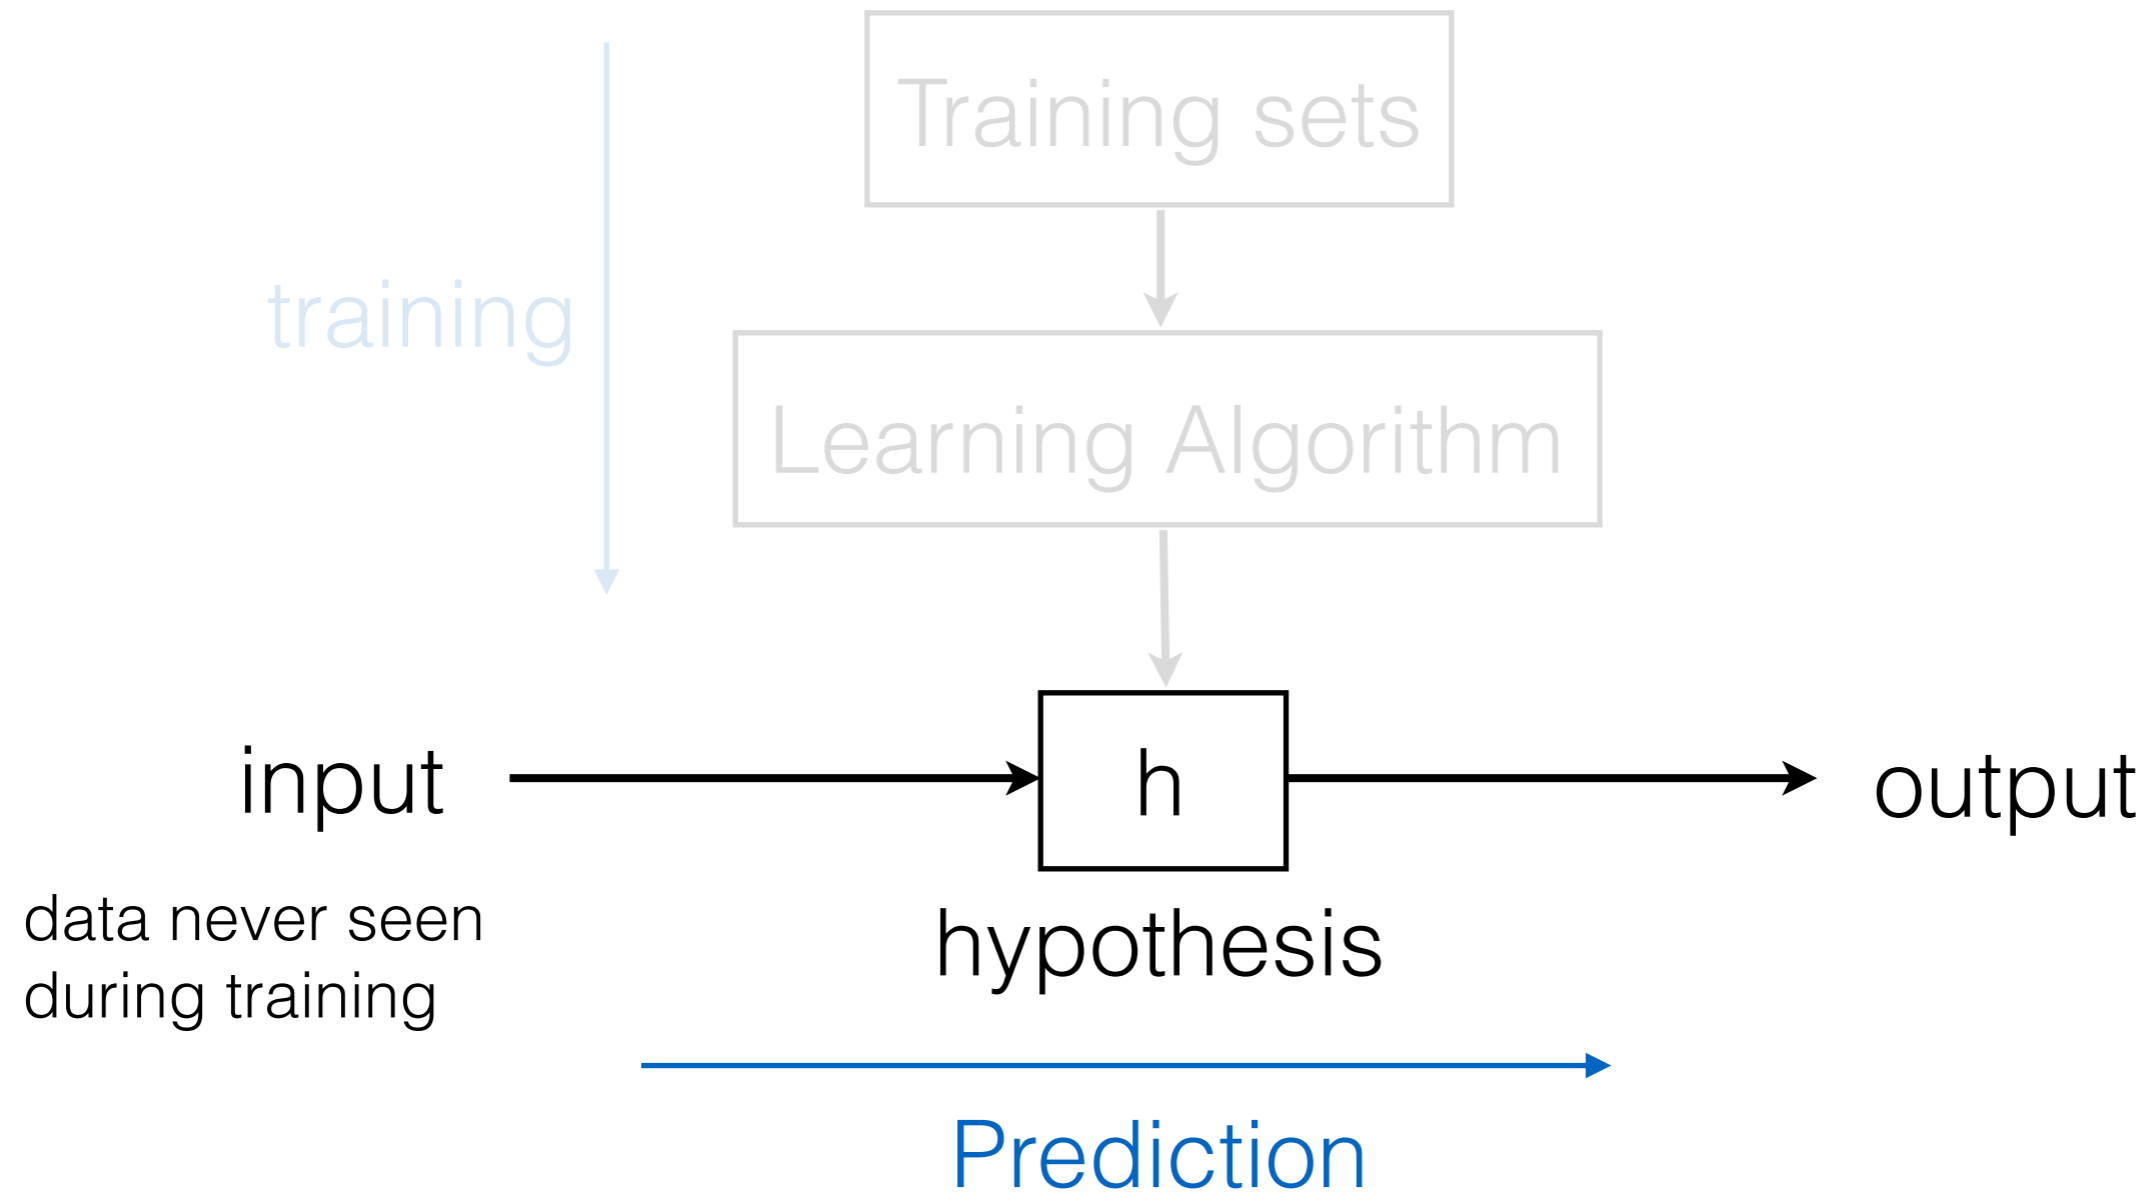 Training sets
training
Learning Algorithm
input
h
output
data never seen
during training
hypothesis
Prediction